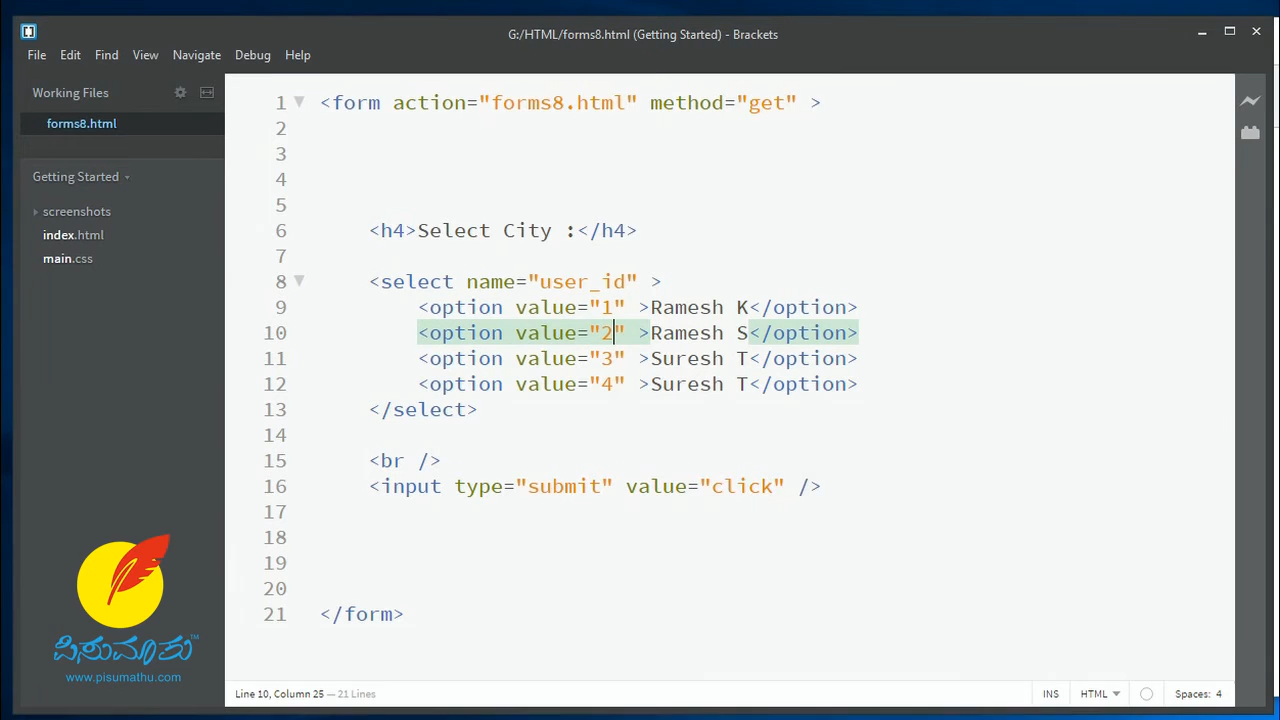 G:/HTML/forms8.html (Getting Started) - Brackets
File Edit Find View Navigate Debug Help
Working Files
forms8.html
Getting Started
screenshots
index.html
main.css
1 <form action="forms8.html" method="get" >
2
3
4
5
6 <h4>Select City :</h4>
7
8 <select name="user_id" >
9 <option value="1" >Ramesh K</option>
10 <option value="2" >Ramesh S</option>
11 <option value="3" >Suresh T</option>
12 <option value="4" >Suresh T</option>
13 </select>
14
15 <br />
16 <input type="submit" value="click" />
17
18
19
20
21 </form>
ಪಿಸುಮಾತು™
www.pisumathu.com
Line 10, Column 25 — 21 Lines
INS HTML Spaces: 4